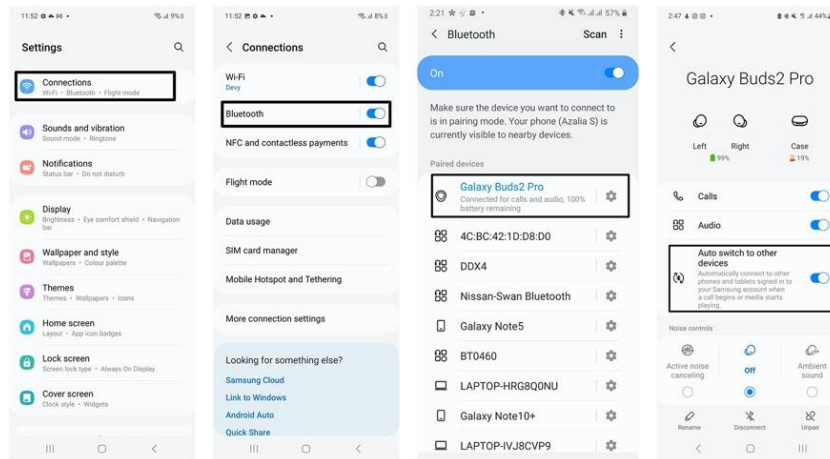 11:52
9%
Settings
Connections
Wi-Fi • Bluetooth • Flight mode
Sounds and vibration
Sound mode • Ringtone
Notifications
Status bar • Do not disturb
Display
Brightness • Eye comfort shield • Navigation
bar
Wallpaper and style
Wallpapers • Colour palette
Themes
Themes • Wallpapers • Icons
Home screen
Layout • App icon badges
Lock screen
Screen lock type • Always On Display
Cover screen
Clock style • Widgets
11:52
8%
Connections
Wi-Fi
Devy
Bluetooth
NFC and contactless payments
Flight mode
Data usage
SIM card manager
Mobile Hotspot and Tethering
More connection settings
Looking for something else?
Samsung Cloud
Link to Windows
Android Auto
Quick Share
2:21
57%
Bluetooth
Scan
On
Make sure the device you want to connect to
is in pairing mode. Your phone (Azalia S) is
currently visible to nearby devices.
Paired devices
Galaxy Buds2 Pro
Connected for calls and audio, 100%
battery remaining
4C:BC:42:1D:D8:D0
DDX4
Nissan-Swan Bluetooth
Galaxy Note5
BT0460
LAPTOP-HRG8Q0NU
Galaxy Note10+
LAPTOP-IVJ8CVP9
2:47
44%
Galaxy Buds2 Pro
Left Right Case
99% 19%
Calls
Audio
Auto switch to other
devices
Automatically connect to other
phones and tablets signed in to
your Samsung account when
a call begins or media starts
playing.
Noise controls
Active noise
canceling
Off
Ambient
sound
Rename Disconnect Unpair